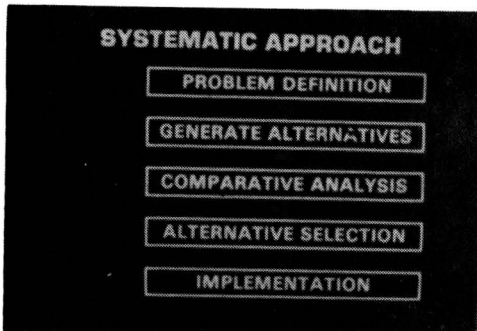 SYSTEMATIC APPROACH
PROBLEM DEFINITION
GENERATE ALTERNATIVES
COMPARATIVE ANALYSIS
ALTERNATIVE SELECTION
IMPLEMENTATION